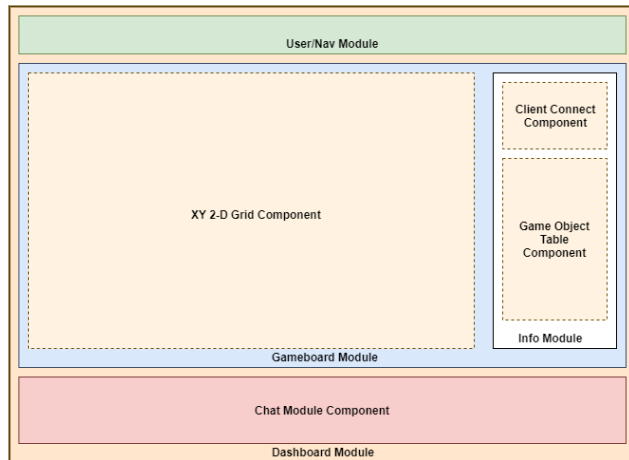 User/Nav Module
Client Connect
Component
XY 2-D Grid Component
Game Object
Table
Component
Info Module
Gameboard Module
Chat Module Component
Dashboard Module